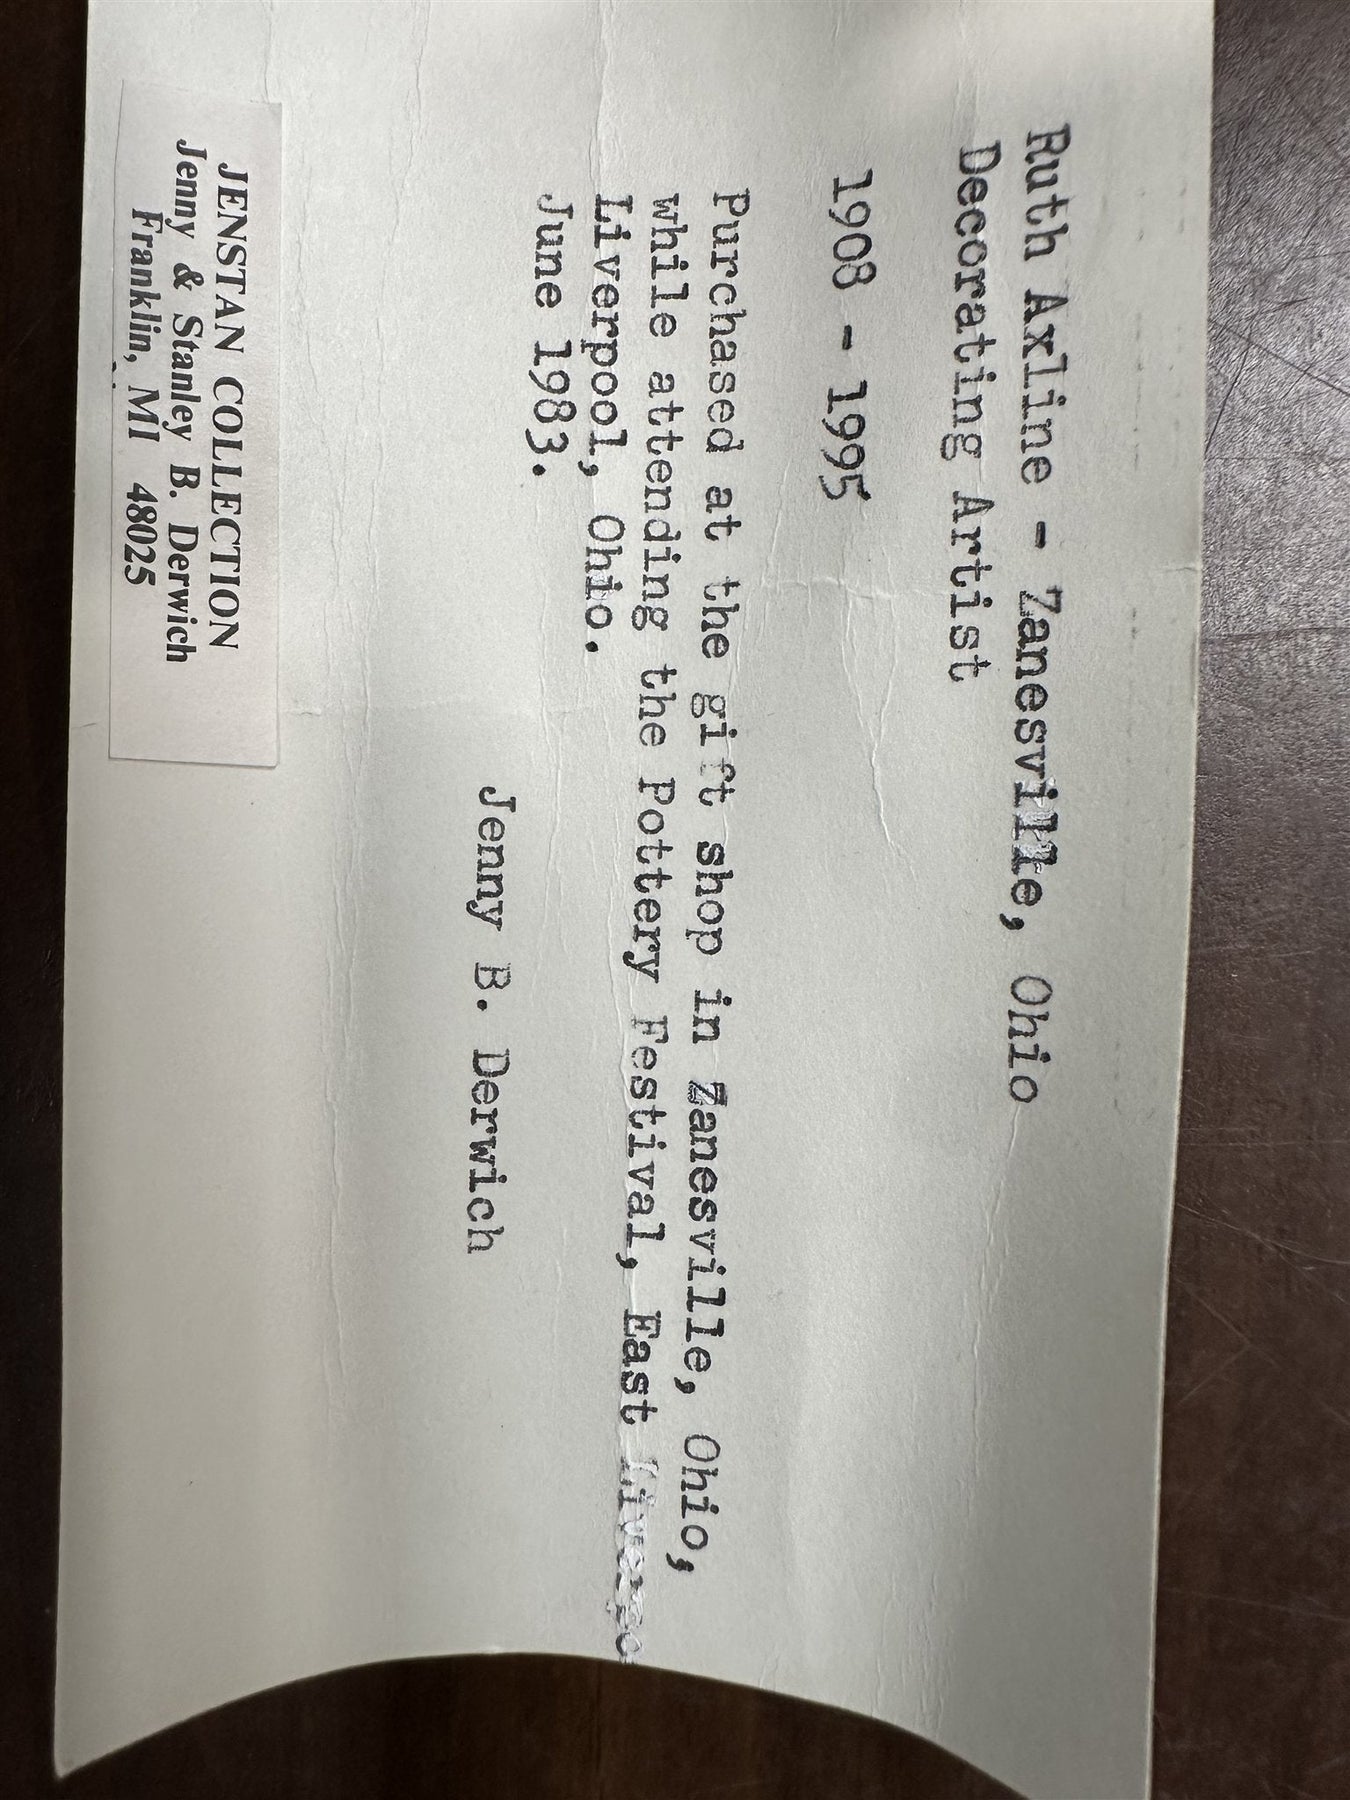 Ruth Axline - Zanesville, Ohio
Decorating Artist
1908 - 1995
Purchased at the gift shop in Zanesville, Ohio,
while attending the Pottery Festival, East Liverpo
Liverpool, Ohio.
June 1983.
Jenny B. Derwich
JENSTAN COLLECTION
Jenny & Stanley B. Derwich
Franklin, MI 48025